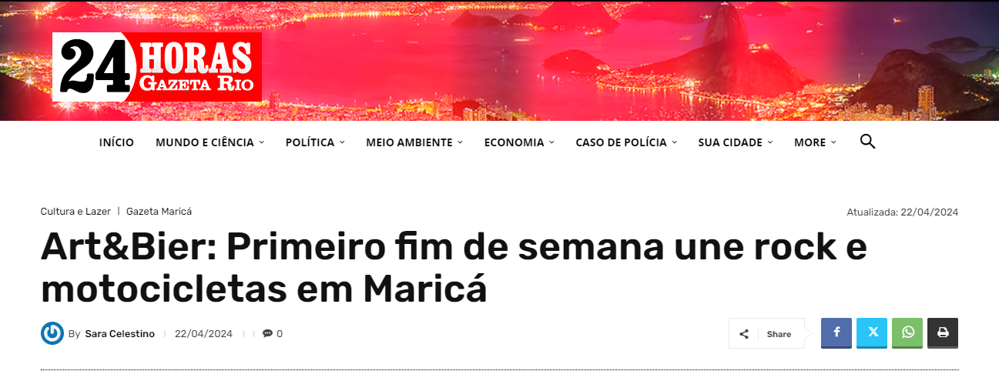 24 HORAS
GAZETA RIO
INÍCIO MUNDO E CIÊNCIA POLÍTICA MEIO AMBIENTE ECONOMIA CASO DE POLÍCIA SUA CIDADE MORE
Cultura e Lazer | Gazeta Maricá Atualizada: 22/04/2024
Art&Bier: Primeiro fim de semana une rock e
motocicletas em Maricá
By Sara Celestino 22/04/2024 0 Share